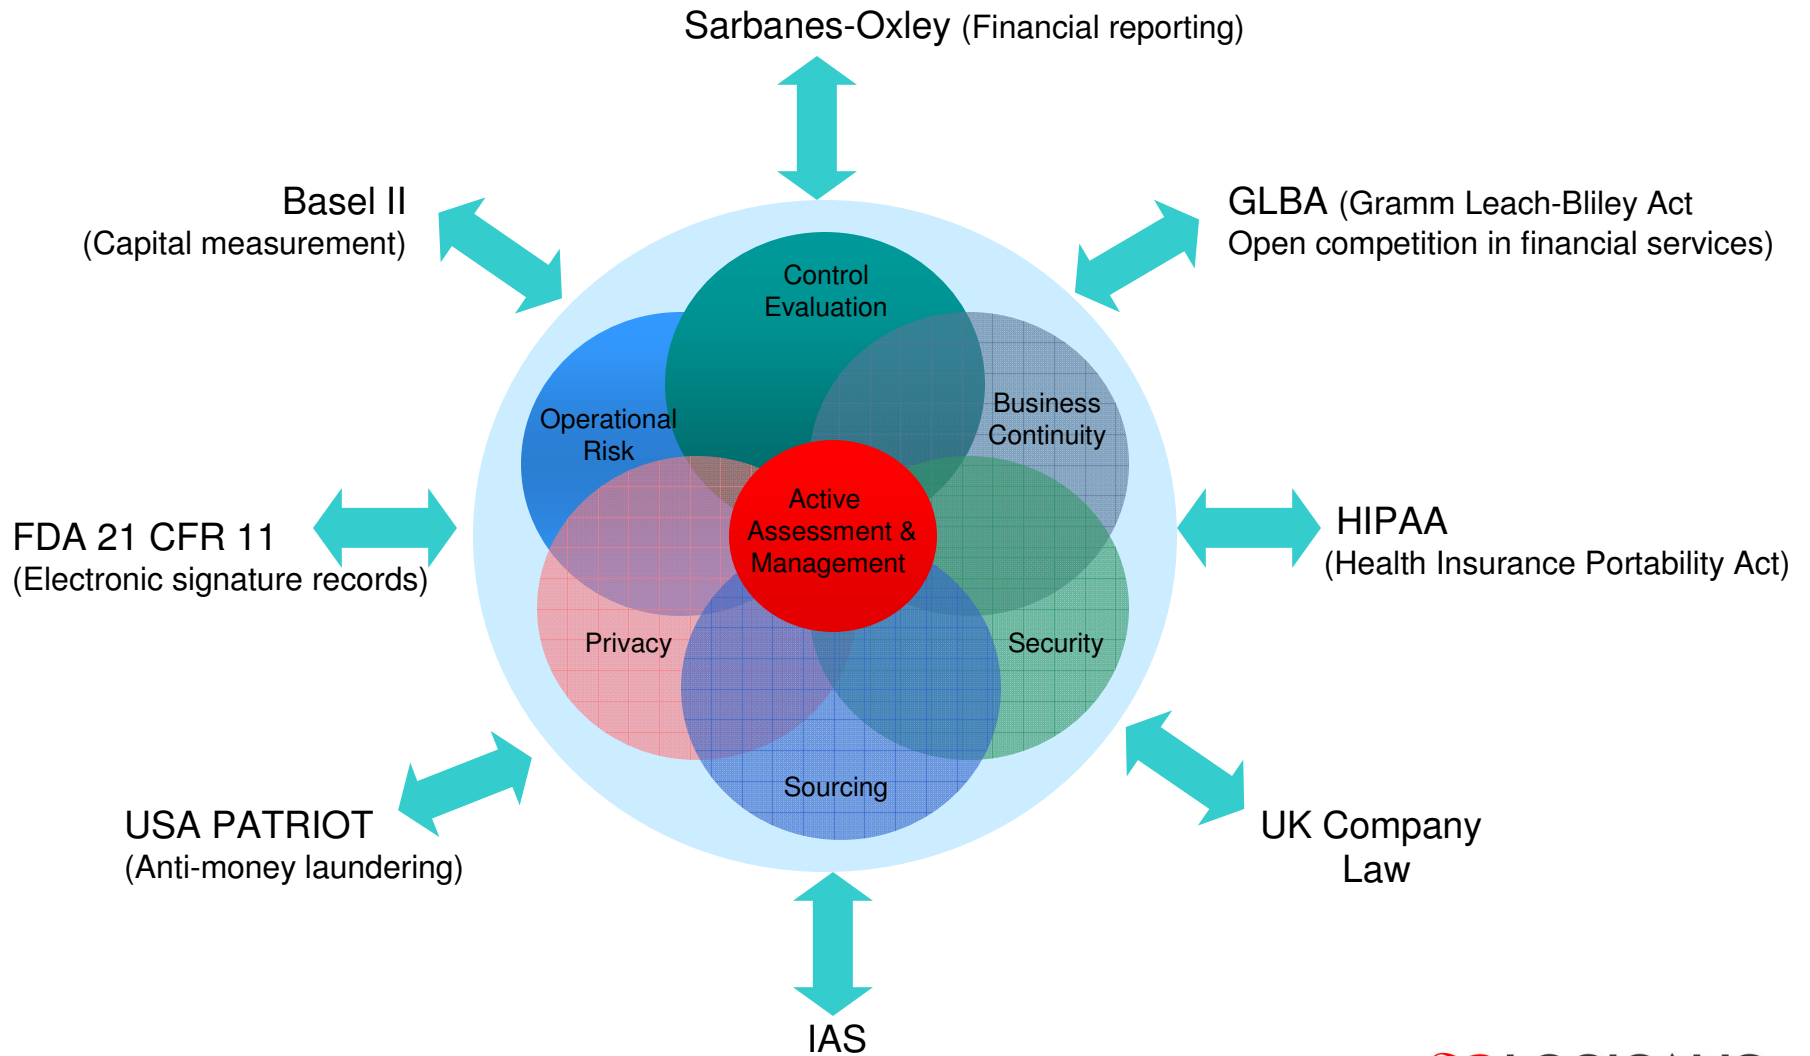 Sarbanes-Oxley (Financial reporting)
Basel II
(Capital measurement)
GLBA (Gramm Leach-Bliley Act
Open competition in financial services)
Control
Evaluation
Business
Continuity
Operational
Risk
Active
Assessment &
Management
FDA 21 CFR 11
(Electronic signature records)
HIPAA
(Health Insurance Portability Act)
Privacy
Security
Sourcing
USA PATRIOT
(Anti-money laundering)
UK Company
Law
IAS